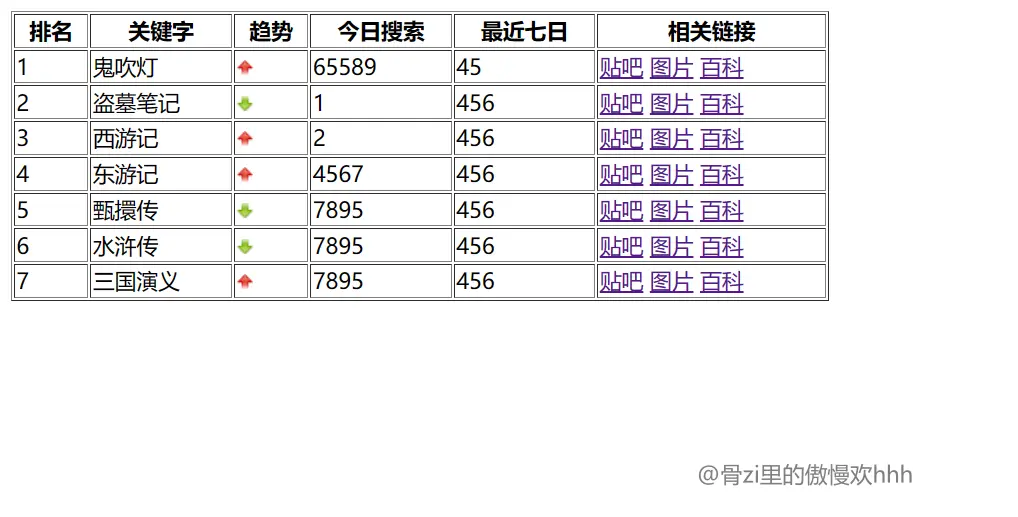 排名 关键字 趋势 今日搜索 最近七日 相关链接
1 鬼吹灯 65589 45 贴吧 图片 百科
2 盗墓笔记 1 456 贴吧 图片 百科
3 西游记 2 456 贴吧 图片 百科
4 东游记 4567 456 贴吧 图片 百科
5 甄擐传 7895 456 贴吧 图片 百科
6 水浒传 7895 456 贴吧 图片 百科
7 三国演义 7895 456 贴吧 图片 百科
@骨zi里的傲慢欢hhh